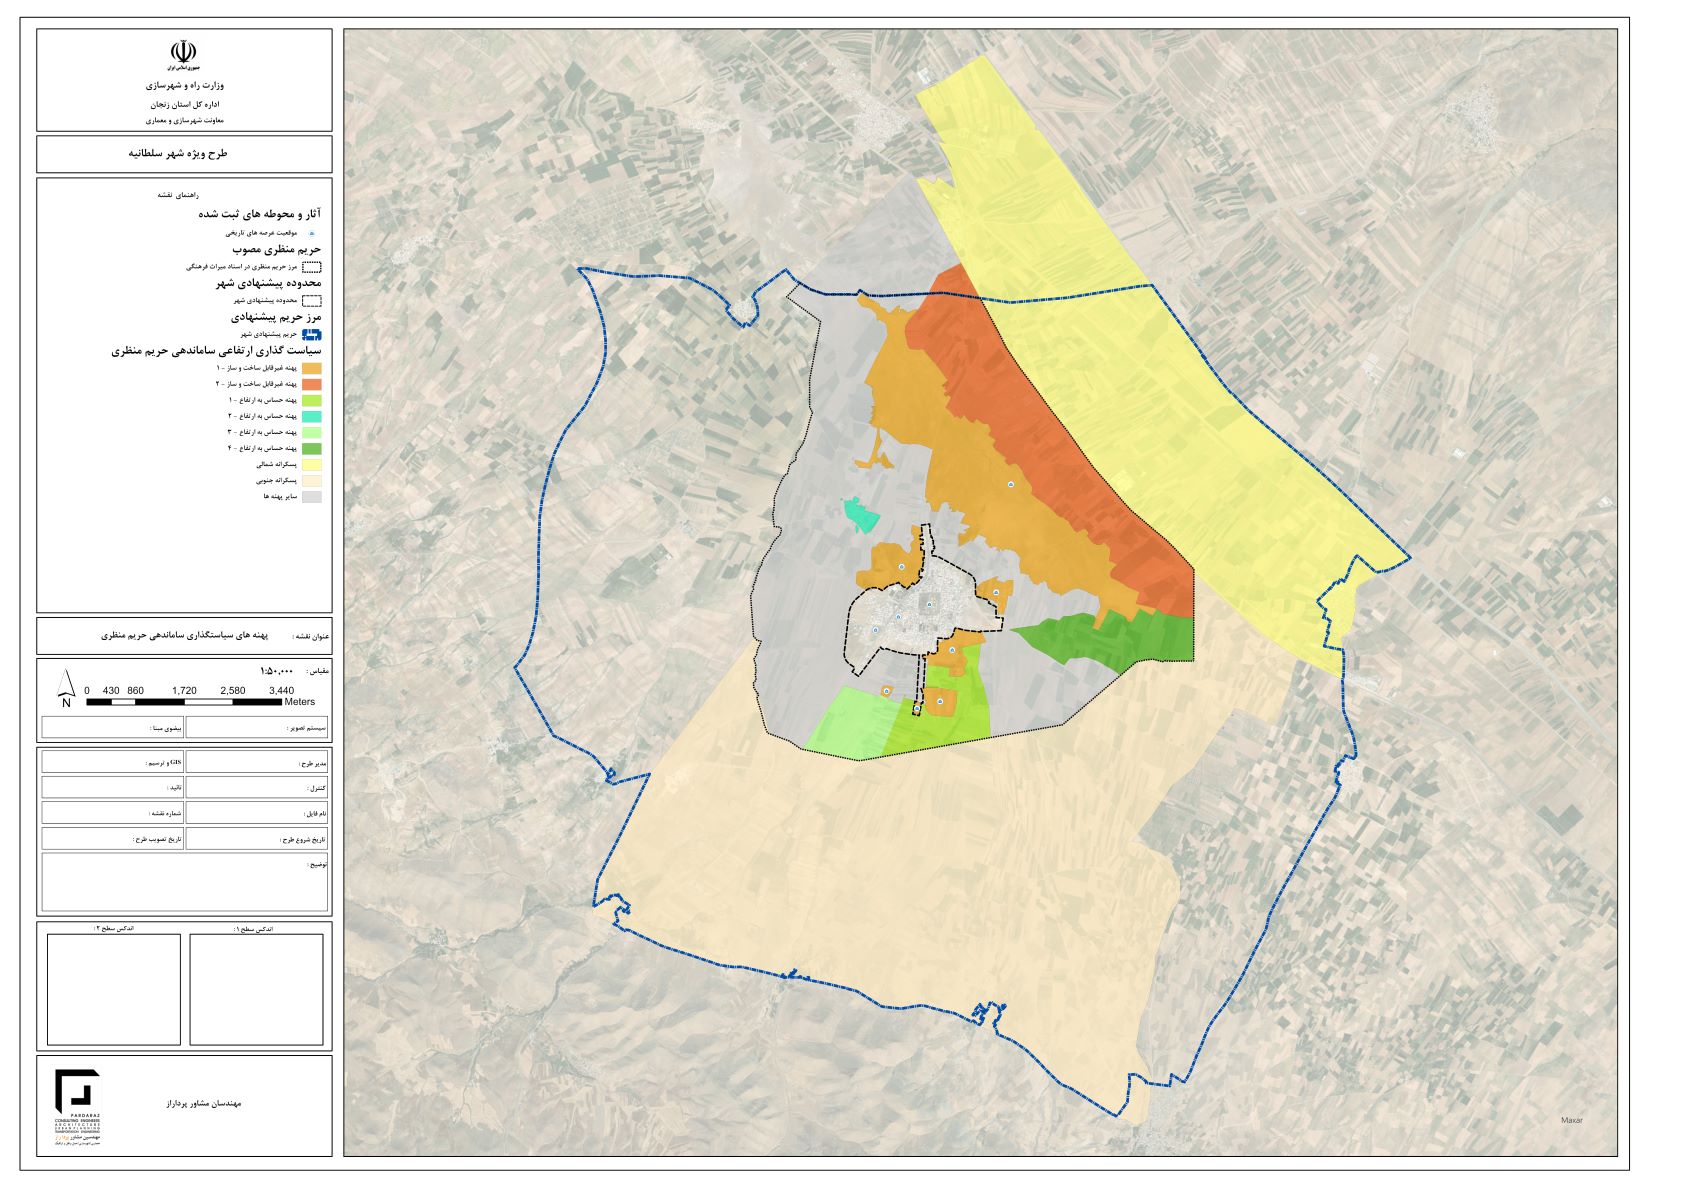 جمهوری اسلامی ایران
وزارت راه و شهرسازی
اداره کل استان زنجان
معاونت شهرسازی و معماری
طرح ویژه شهر سلطانیه
راهنمای نقشه
آثار و محوطه های ثبت شده
موقعیت عرصه های تاریخی
حریم منظری مصوب
مرز حریم منظری در اسناد میراث فرهنگی
محدوده پیشنهادی شهر
محدوده پیشنهادی شهر
مرز حریم پیشنهادی
حریم پیشنهادی شهر
سیاست گذاری ارتفاعی ساماندهی حریم منظری
پهنه غیرقابل ساخت و ساز - ۱
پهنه غیرقابل ساخت و ساز - ۲
پهنه حساس به ارتفاع - ۱
پهنه حساس به ارتفاع - ۲
پهنه حساس به ارتفاع - ۳
پهنه حساس به ارتفاع - ۴
پسکرانه شمالی
پسکرانه جنوبی
سایر پهنه ها
عنوان نقشه : پهنه های سیاستگذاری ساماندهی حریم منظری
مقیاس : ۱:۵۰,۰۰۰
N
0 430 860 1,720 2,580 3,440
Meters
سیستم تصویر : بیضوی مبنا :
مدیر طرح : GIS و ترسیم :
کنترل : تائید :
نام فایل : شماره نقشه :
تاریخ شروع طرح : تاریخ تصویب طرح :
توضیح :
اندکس سطح ۱ : اندکس سطح ۲ :
مهندسان مشاور پرداراز
PARDARAZ
CONSULTING ENGINEERS
ARCHITECTURE
URBAN PLANNING
TRANSPORTATION ENGINEERING
مهندسین مشاور پردا راز
Maxar